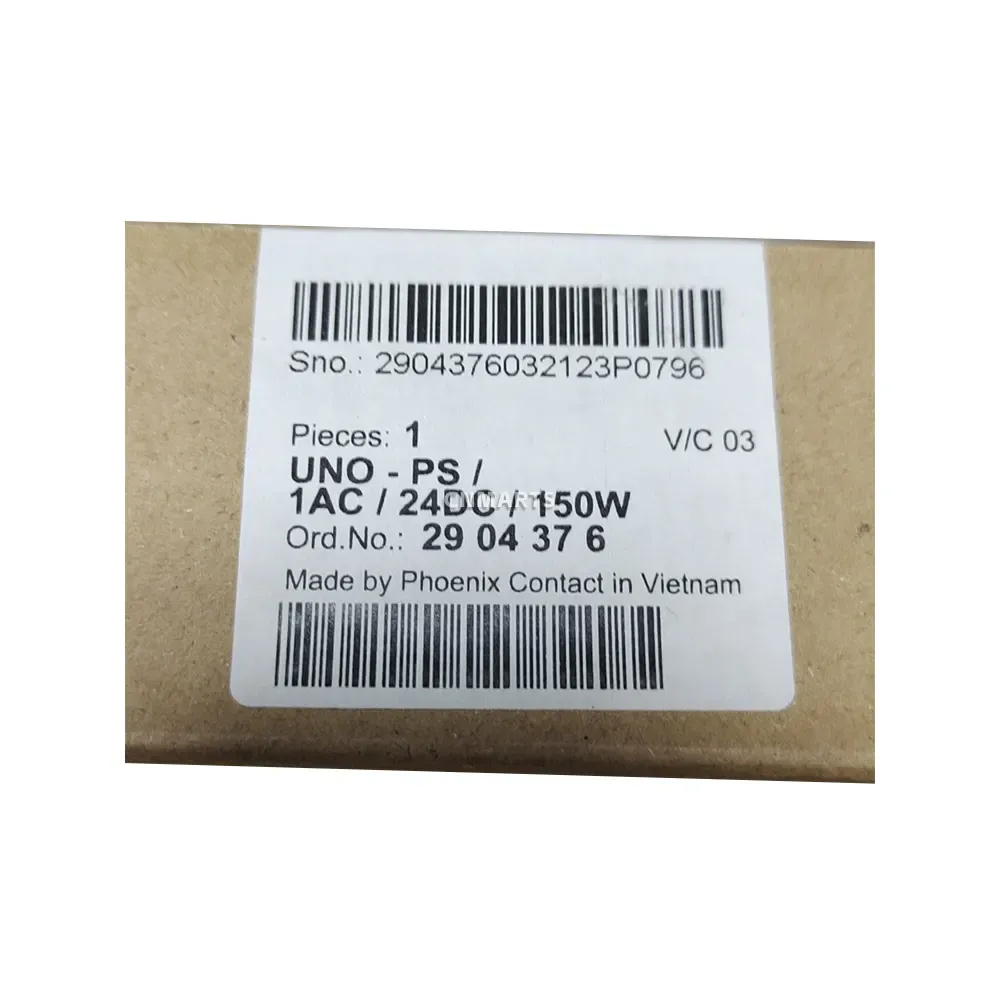 Sno.: 2904376032123P0796
Pieces: 1 V/C 03
UNO - PS /
1AC / 24DC / 150W
CNMARTS
Ord.No.: 29 04 37 6
Made by Phoenix Contact in Vietnam